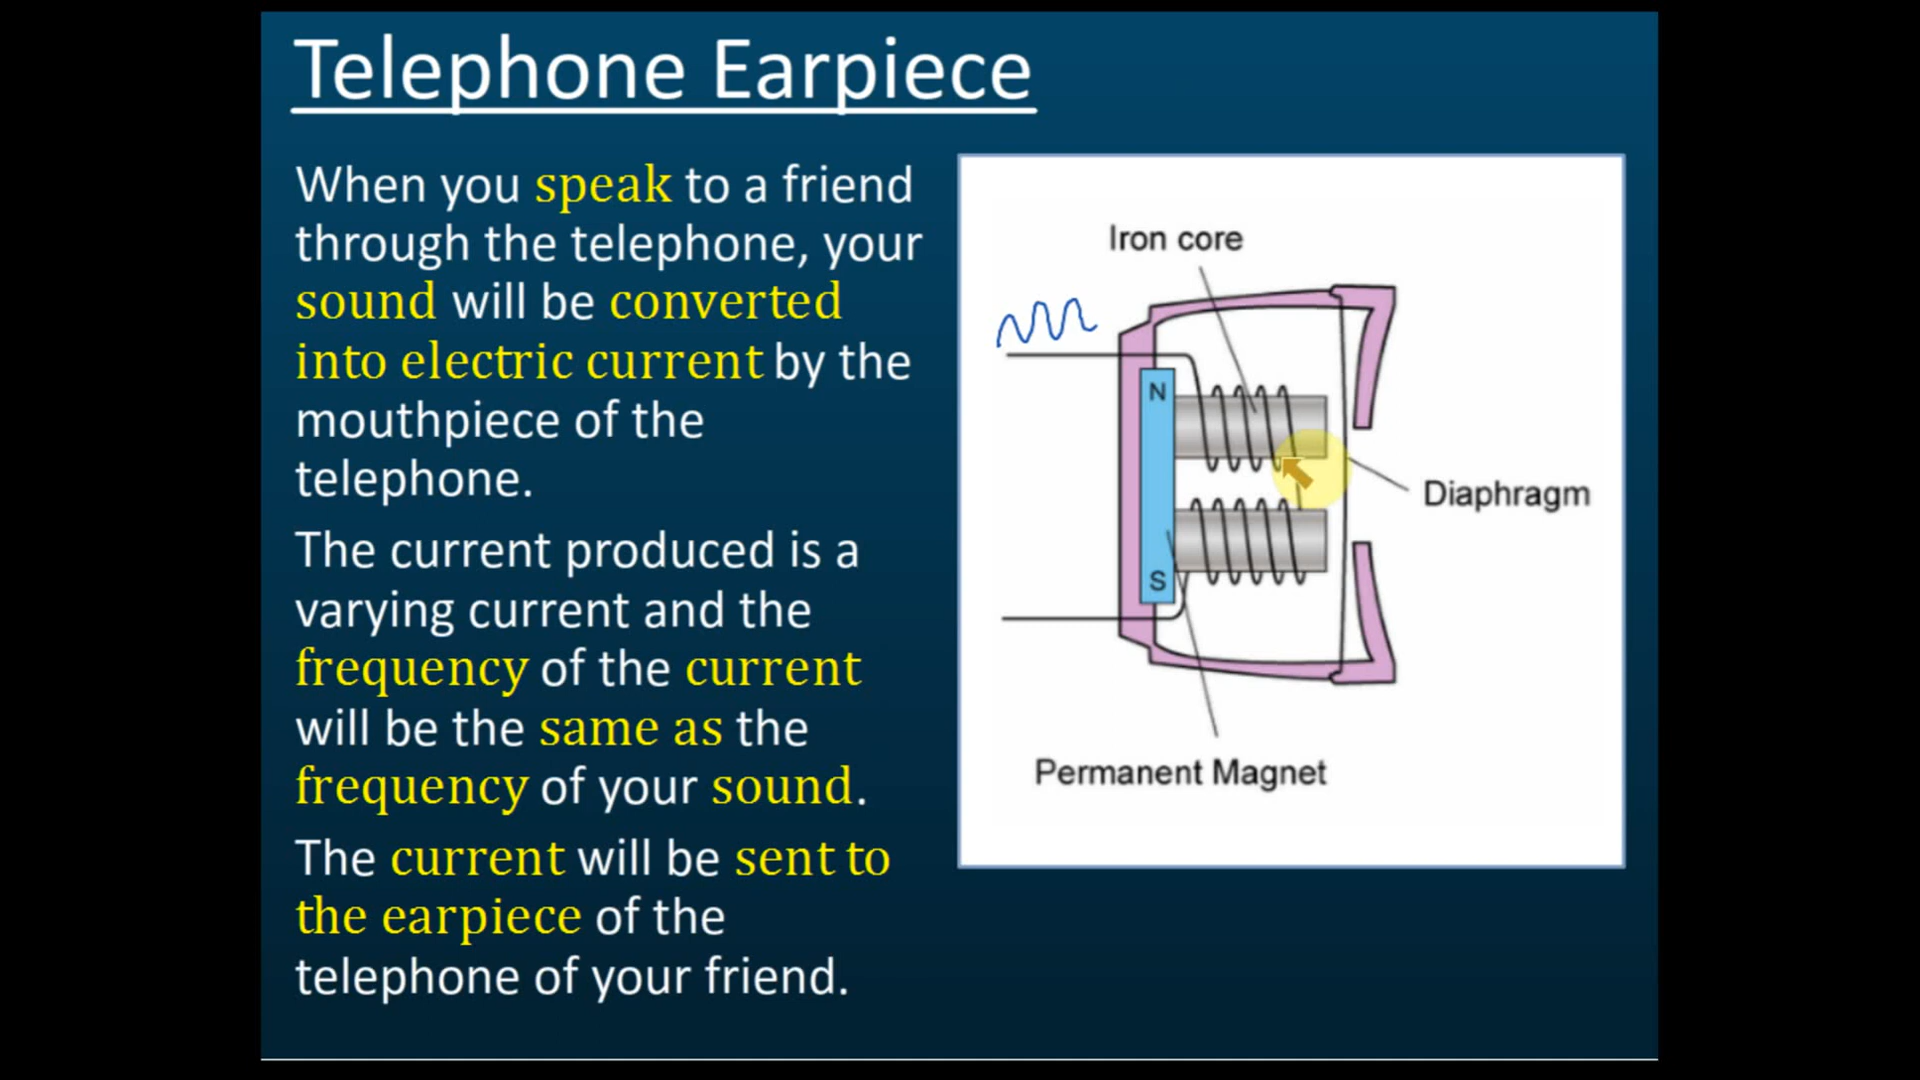 Telephone Earpiece
When you speak to a friend
through the telephone, your
sound will be converted
into electric current by the
mouthpiece of the
telephone.
The current produced is a
varying current and the
frequency of the current
will be the same as the
frequency of your sound.
The current will be sent to
the earpiece of the
telephone of your friend.
Iron core
N
Diaphragm
S
Permanent Magnet